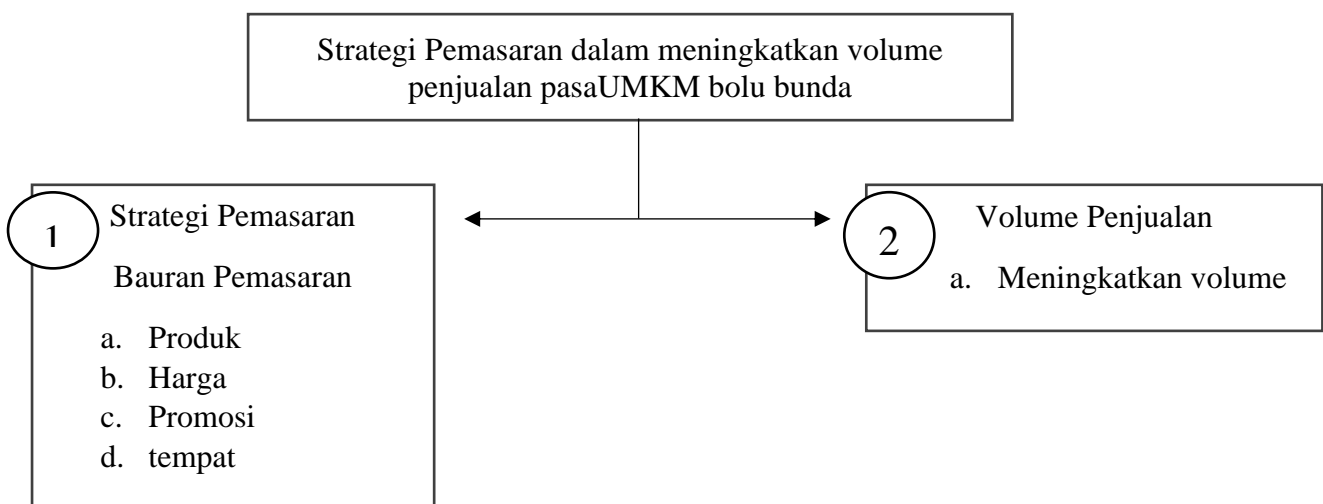 Strategi Pemasaran dalam meningkatkan volume
penjualan pasaUMKM bolu bunda
1
Strategi Pemasaran
Bauran Pemasaran
a. Produk
b. Harga
c. Promosi
d. tempat
2
Volume Penjualan
a. Meningkatkan volume